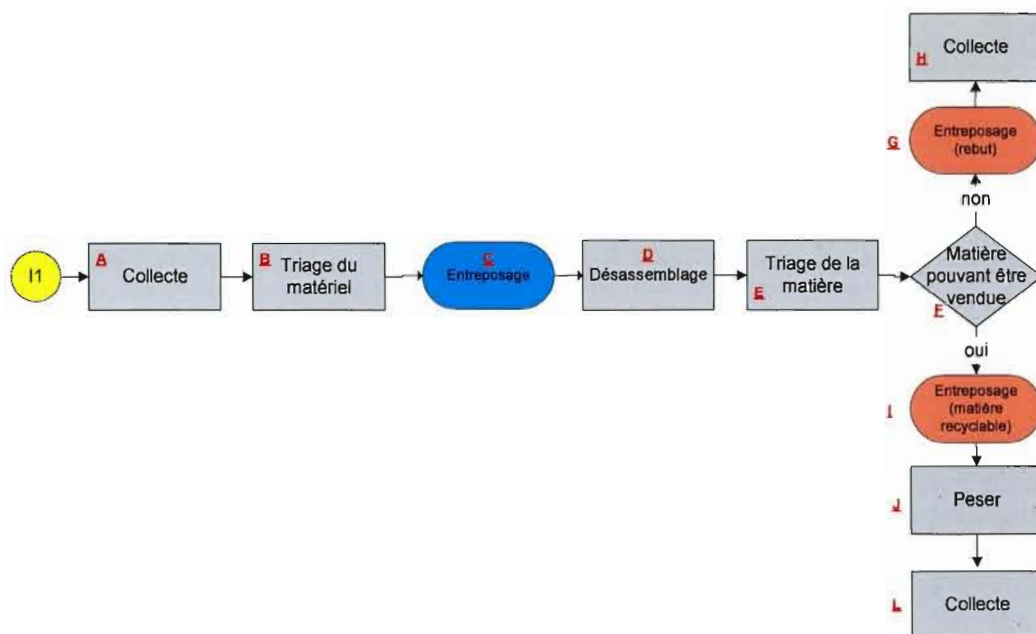 H
Collecte
G
Entreposage
(rebut)
non
I1
A
Collecte
B
Triage du
matériel
C
Entreposage
D
Désassemblage
E
Triage de la
matière
Matière
pouvant être
vendue
F
oui
I
Entreposage
(matière
recyclable)
J
Peser
L
Collecte